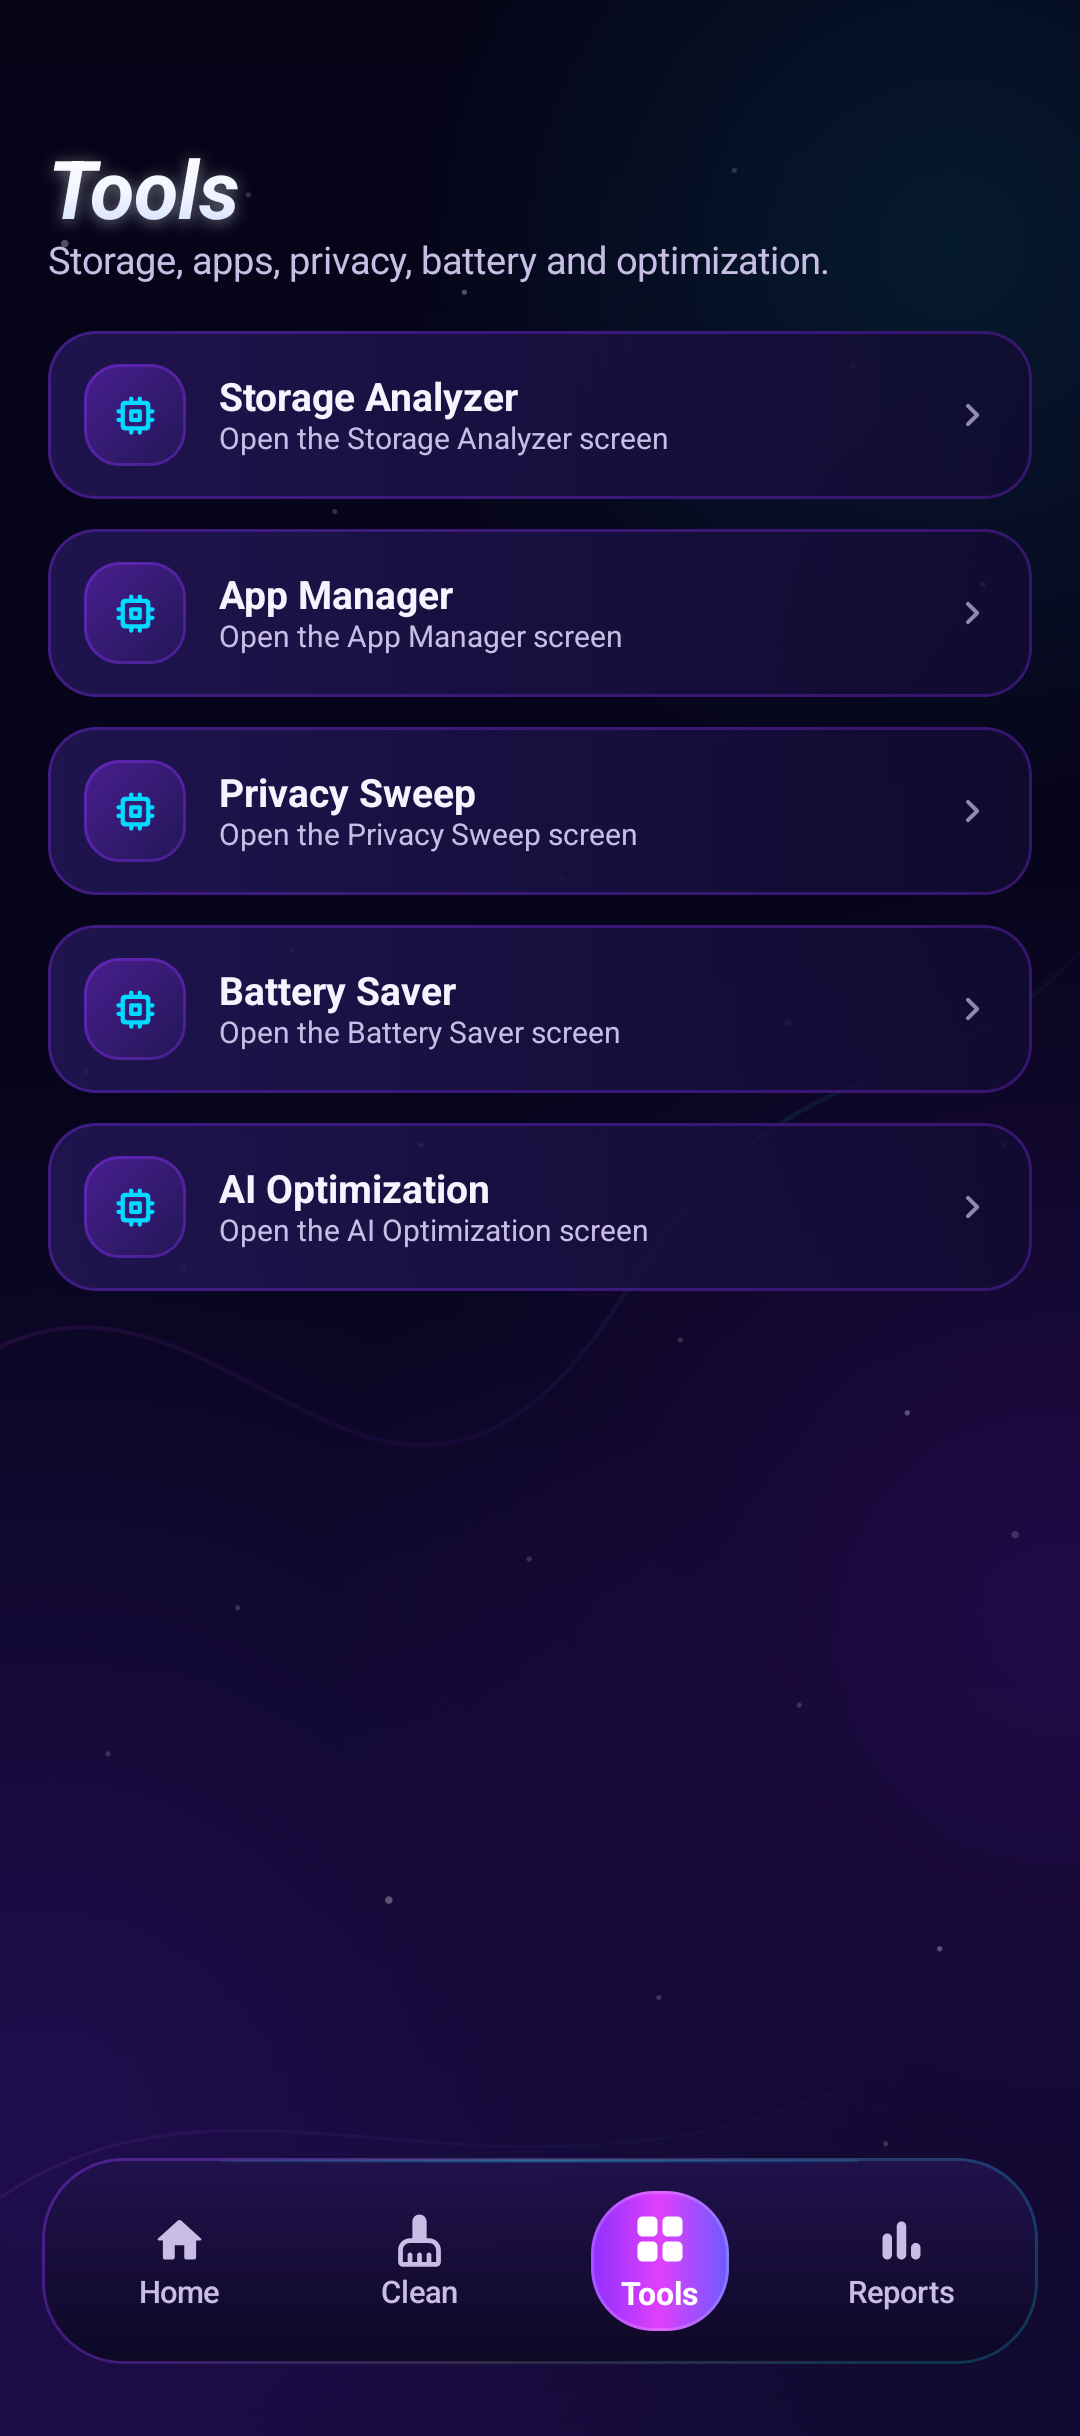 Tools
Storage, apps, privacy, battery and optimization.
Storage Analyzer
Open the Storage Analyzer screen
App Manager
Open the App Manager screen
Privacy Sweep
Open the Privacy Sweep screen
Battery Saver
Open the Battery Saver screen
AI Optimization
Open the AI Optimization screen
Home
Clean
Tools
Reports